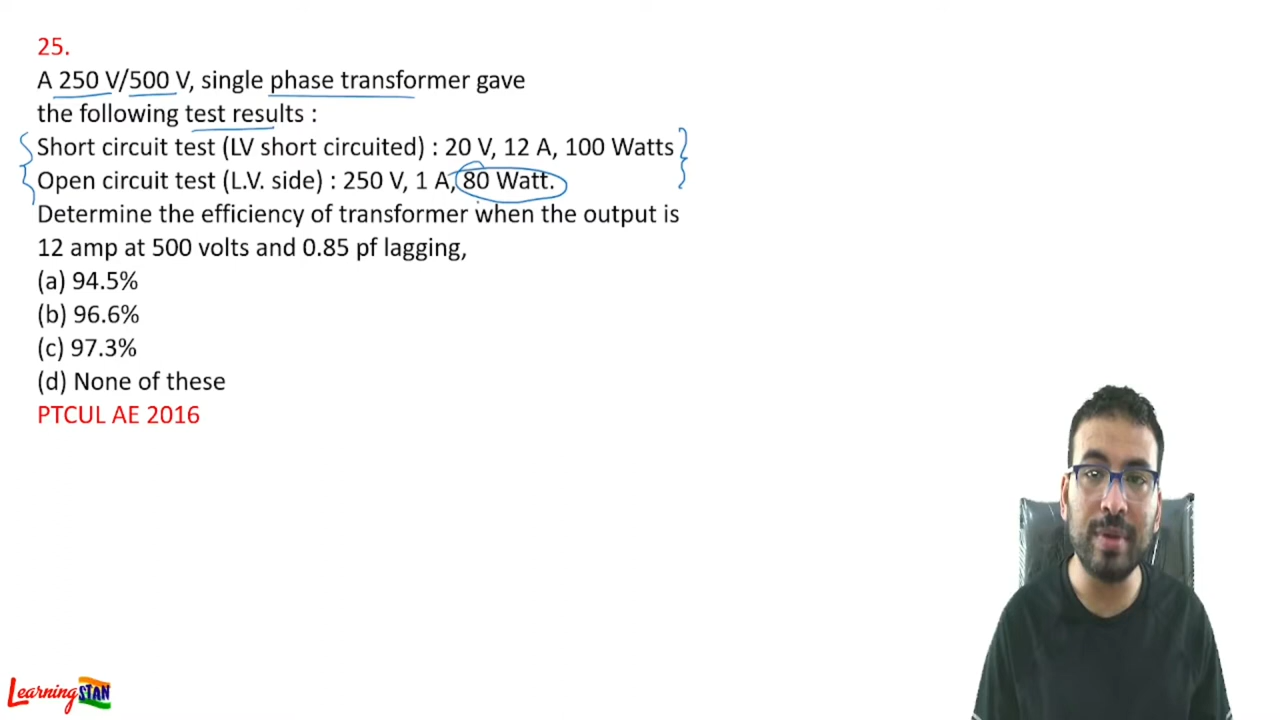 25.
A 250 V/500 V, single phase transformer gave
the following test results :
Short circuit test (LV short circuited) : 20 V, 12 A, 100 Watts
Open circuit test (L.V. side) : 250 V, 1 A, 80 Watt.
Determine the efficiency of transformer when the output is
12 amp at 500 volts and 0.85 pf lagging,
(a) 94.5%
(b) 96.6%
(c) 97.3%
(d) None of these
PTCUL AE 2016
LearningSTAN